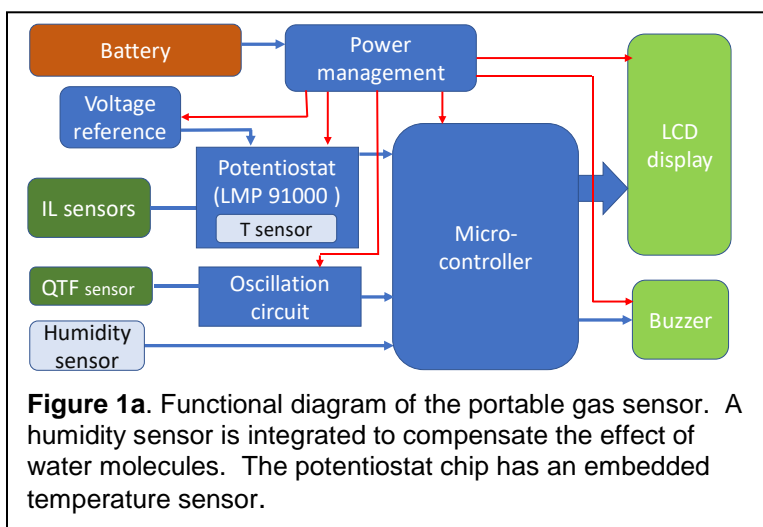 Battery
Power
management
Voltage
reference
LCD
display
Potentiostat
(LMP 91000 )
T sensor
IL sensors
Micro-
controller
QTF sensor
Oscillation
circuit
Humidity
sensor
Buzzer
Figure 1a. Functional diagram of the portable gas sensor. A
humidity sensor is integrated to compensate the effect of
water molecules. The potentiostat chip has an embedded
temperature sensor.